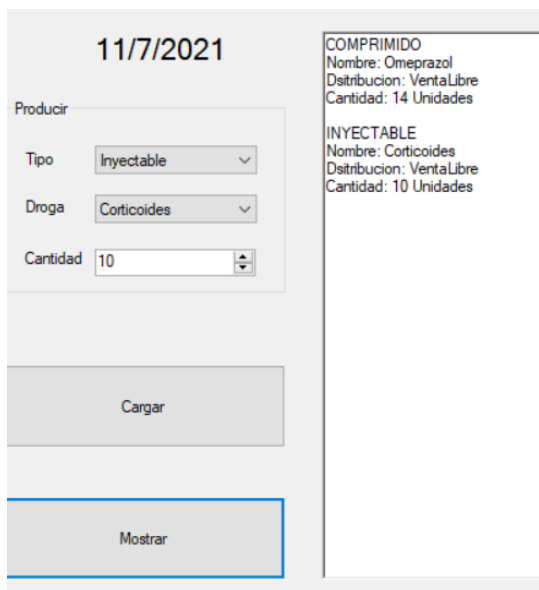 11/7/2021
Producir
Tipo
Inyectable
Droga
Corticoides
Cantidad
10
Cargar
Mostrar
COMPRIMIDO
Nombre: Omeprazol
Dsitribucion: VentaLibre
Cantidad: 14 Unidades
INYECTABLE
Nombre: Corticoides
Dsitribucion: VentaLibre
Cantidad: 10 Unidades